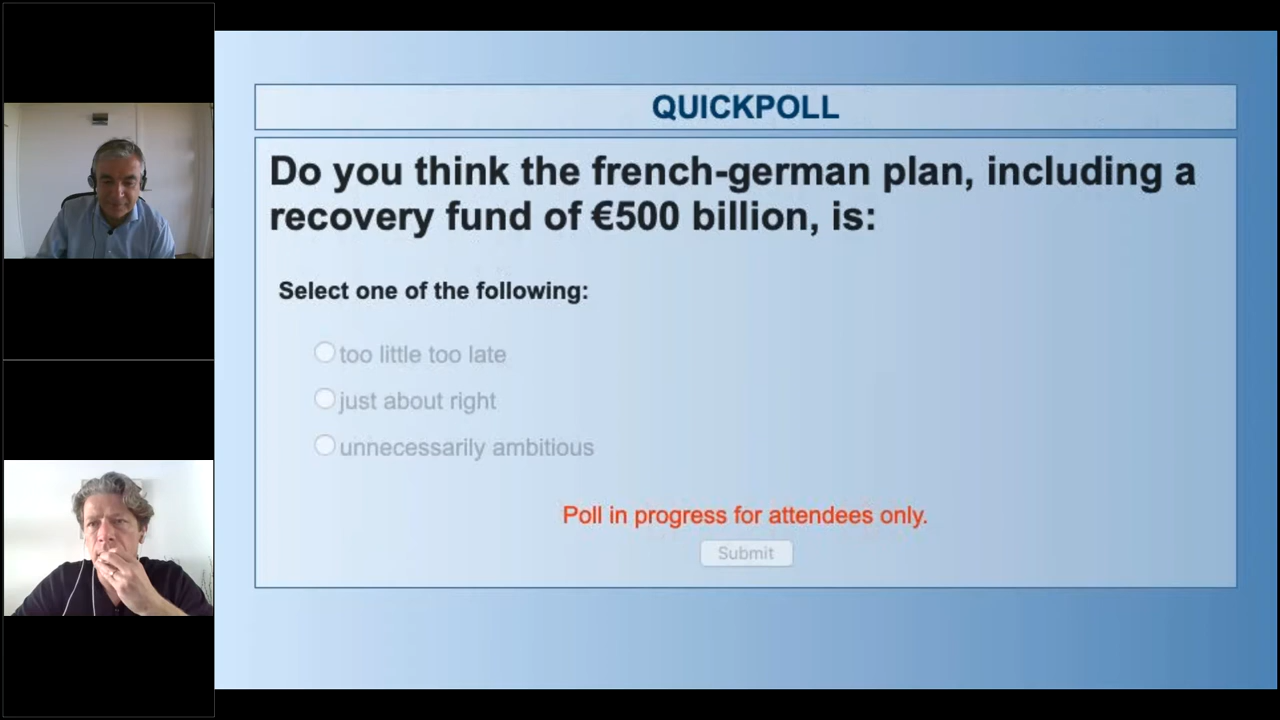 QUICKPOLL
Do you think the french-german plan, including a
recovery fund of €500 billion, is:
Select one of the following:
too little too late
just about right
unnecessarily ambitious
Poll in progress for attendees only.
Submit